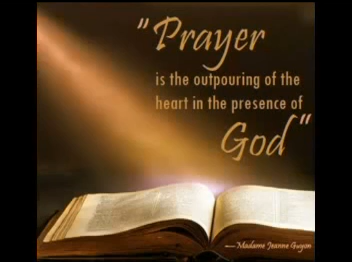 "Prayer
is the outpouring of the
heart in the presence of
God"
— Madame Jeanne Guyon